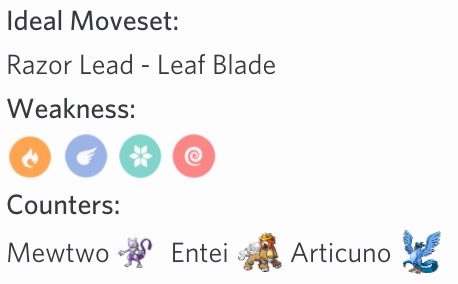 Ideal Moveset:
Razor Lead - Leaf Blade
Weakness:
Counters:
Mewtwo Entei Articuno